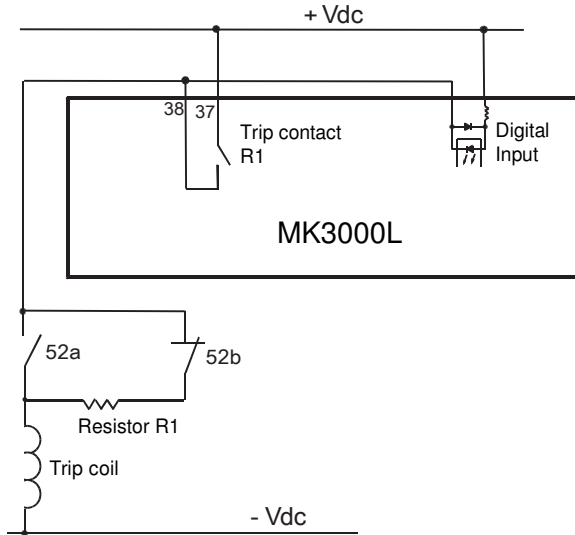 + Vdc
38
37
Trip contact
R1
Digital
Input
MK3000L
52a
52b
Resistor R1
Trip coil
- Vdc